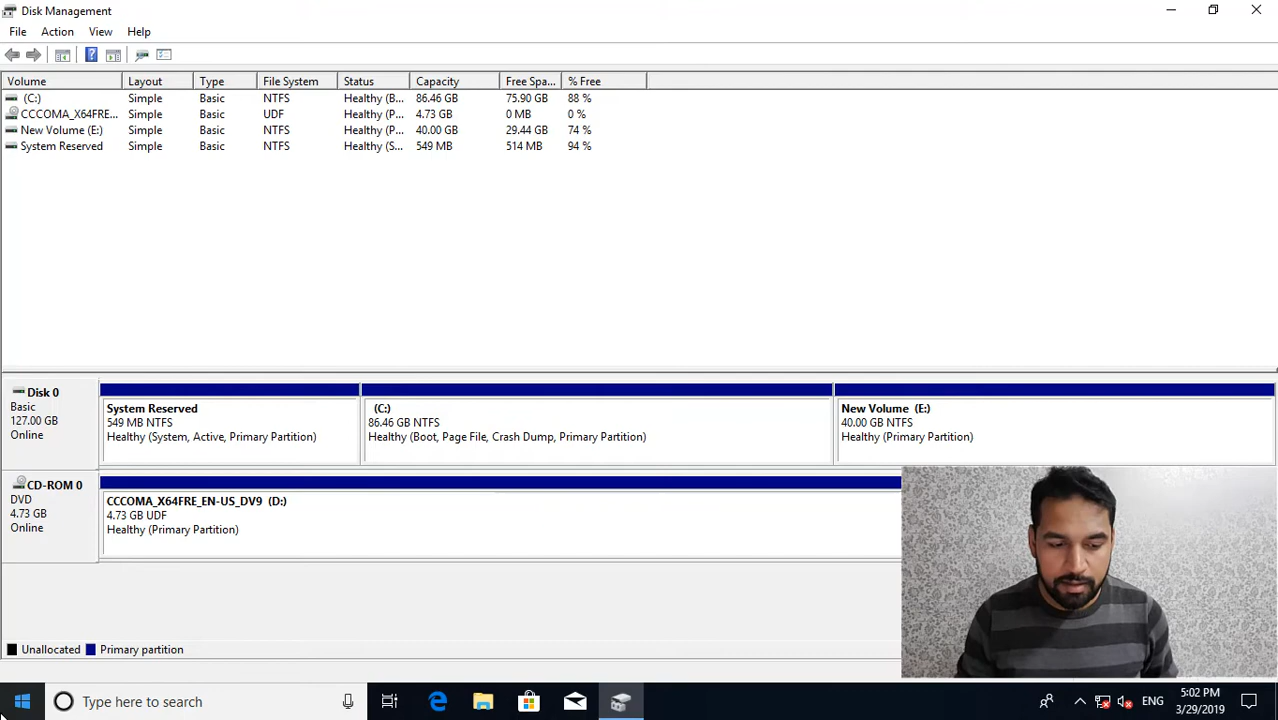 Disk Management
File Action View Help
Volume Layout Type File System Status Capacity Free Spa... % Free
(C:) Simple Basic NTFS Healthy (B... 86.46 GB 75.90 GB 88 %
CCCOMA_X64FRE... Simple Basic UDF Healthy (P... 4.73 GB 0 MB 0 %
New Volume (E:) Simple Basic NTFS Healthy (P... 40.00 GB 29.44 GB 74 %
System Reserved Simple Basic NTFS Healthy (S... 549 MB 514 MB 94 %
Disk 0
Basic
127.00 GB
Online
System Reserved
549 MB NTFS
Healthy (System, Active, Primary Partition)
(C:)
86.46 GB NTFS
Healthy (Boot, Page File, Crash Dump, Primary Partition)
New Volume (E:)
40.00 GB NTFS
Healthy (Primary Partition)
CD-ROM 0
DVD
4.73 GB
Online
CCCOMA_X64FRE_EN-US_DV9 (D:)
4.73 GB UDF
Healthy (Primary Partition)
Unallocated Primary partition
Type here to search
ENG
5:02 PM
3/29/2019